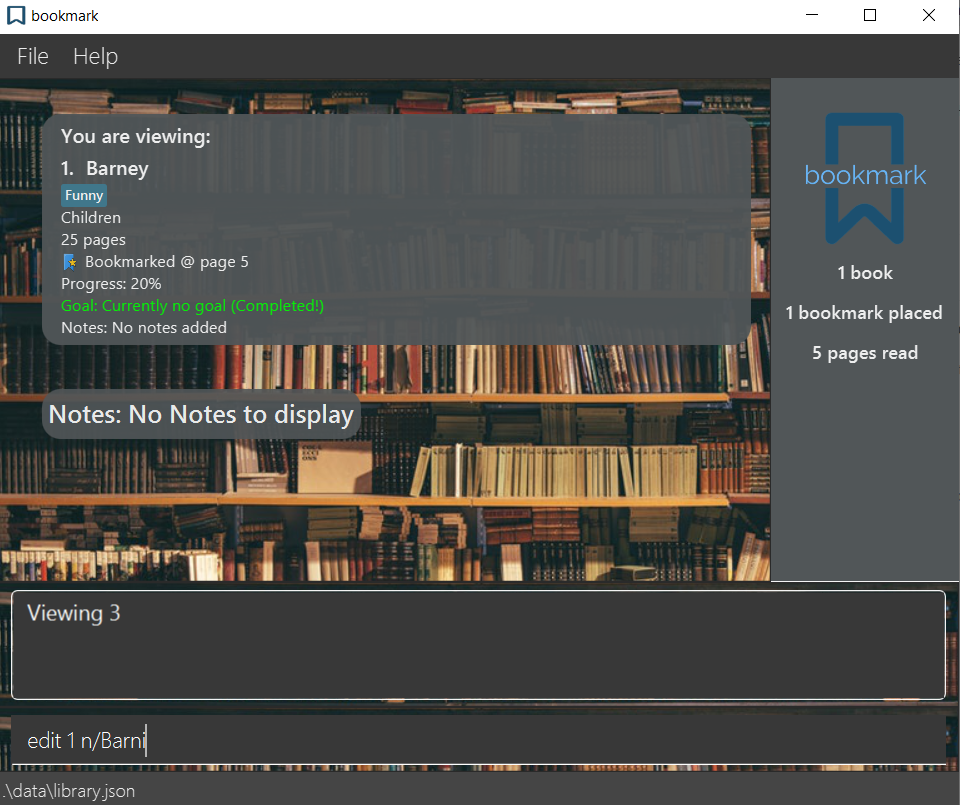 bookmark
File Help
You are viewing:
1. Barney
Funny
Children
25 pages
Bookmarked @ page 5
Progress: 20%
Goal: Currently no goal (Completed!)
Notes: No notes added
Notes: No Notes to display
bookmark
1 book
1 bookmark placed
5 pages read
Viewing 3
edit 1 n/Barni
.\data\library.json